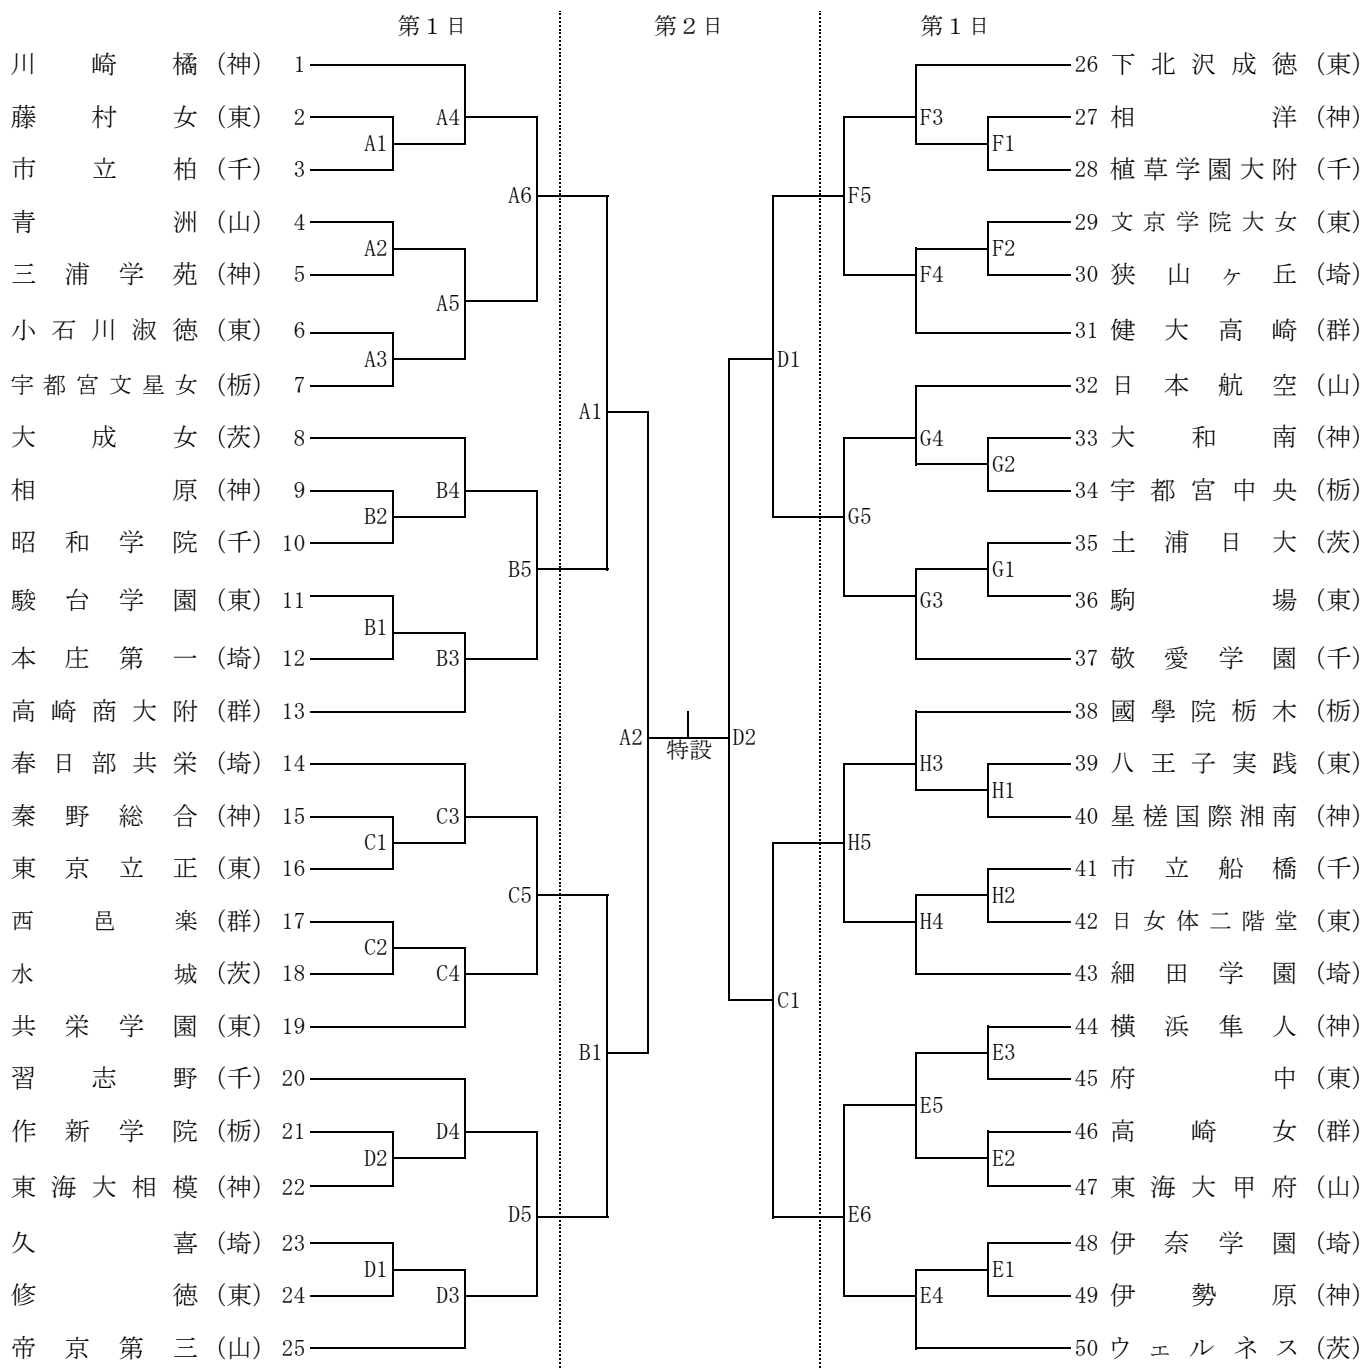 第1日 第2日 第1日
川崎橘(神) 1
藤村女(東) 2
市立柏(千) 3
青洲(山) 4
三浦学苑(神) 5
小石川淑徳(東) 6
宇都宮文星女(栃) 7
大成女(茨) 8
相原(神) 9
昭和学院(千) 10
駿台学園(東) 11
本庄第一(埼) 12
高崎商大附(群) 13
春日部共栄(埼) 14
秦野総合(神) 15
東京立正(東) 16
西邑楽(群) 17
水城(茨) 18
共栄学園(東) 19
習志野(千) 20
作新学院(栃) 21
東海大相模(神) 22
久喜(埼) 23
修徳(東) 24
帝京第三(山) 25
A1
A2
A3
B2
B1
C1
C2
D2
D1
A4
A5
B4
B3
C3
C4
D4
D3
A6
B5
C5
D5
A1
B1
A2
特設
D2
D1
C1
F5
G5
H5
E6
F3
F4
G4
G3
H3
H4
E5
E4
F1
F2
G2
G1
H1
H2
E3
E2
E1
26 下北沢成徳(東)
27 相洋(神)
28 植草学園大附(千)
29 文京学院大女(東)
30 狭山ヶ丘(埼)
31 健大高崎(群)
32 日本航空(山)
33 大和南(神)
34 宇都宮中央(栃)
35 土浦日大(茨)
36 駒場(東)
37 敬愛学園(千)
38 國學院栃木(栃)
39 八王子実践(東)
40 星槎国際湘南(神)
41 市立船橋(千)
42 日女体二階堂(東)
43 細田学園(埼)
44 横浜隼人(神)
45 府中(東)
46 高崎女(群)
47 東海大甲府(山)
48 伊奈学園(埼)
49 伊勢原(神)
50 ウェルネス(茨)